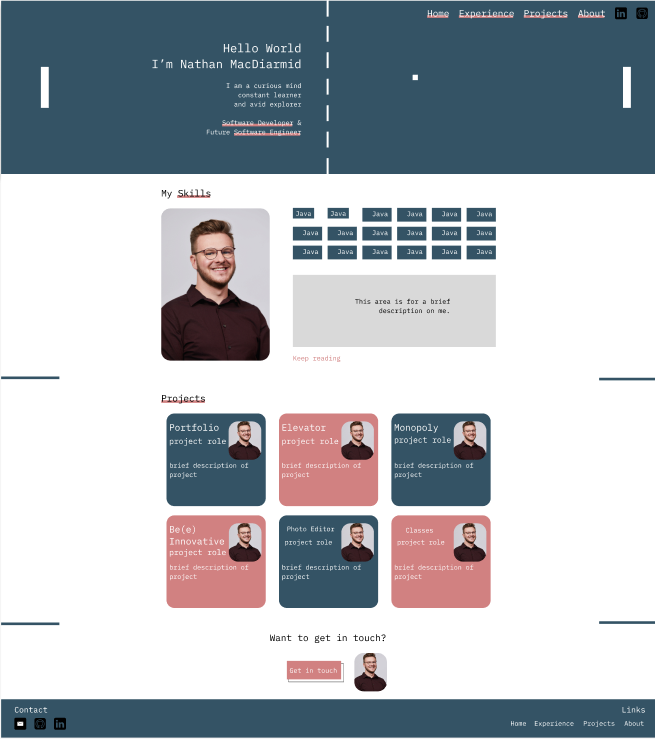 Home Experience Projects About
Hello World
I'm Nathan MacDiarmid
I am a curious mind
constant learner
and avid explorer
Software Developer &
Future Software Engineer
My Skills
Java Java Java Java Java Java
Java Java Java Java Java Java
Java Java Java Java Java Java
This area is for a brief
description on me.
Keep reading
Projects
Portfolio
project role
brief description of
project
Elevator
project role
brief description of
project
Monopoly
project role
brief description of
project
Be(e)
Innovative
project role
brief description of
project
Photo Editor
project role
brief description of
project
Classes
project role
brief description of
project
Want to get in touch?
Get in touch
Contact
Links
Home Experience Projects About